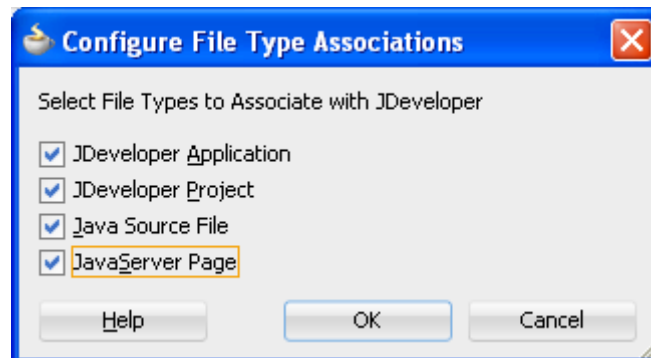 Configure File Type Associations
Select File Types to Associate with JDeveloper
JDeveloper Application
JDeveloper Project
Java Source File
JavaServer Page
Help OK Cancel